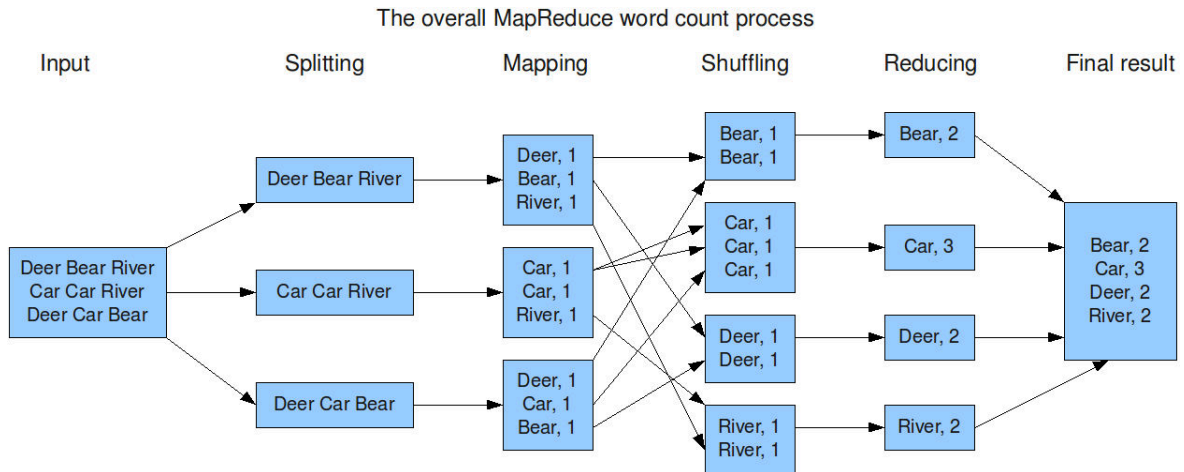 The overall MapReduce word count process
Input
Splitting
Mapping
Shuffling
Reducing
Final result
Deer Bear River
Car Car River
Deer Car Bear
Deer Bear River
Car Car River
Deer Car Bear
Deer, 1
Bear, 1
River, 1
Car, 1
Car, 1
River, 1
Deer, 1
Car, 1
Bear, 1
Bear, 1
Bear, 1
Car, 1
Car, 1
Car, 1
Deer, 1
Deer, 1
River, 1
River, 1
Bear, 2
Car, 3
Deer, 2
River, 2
Bear, 2
Car, 3
Deer, 2
River, 2